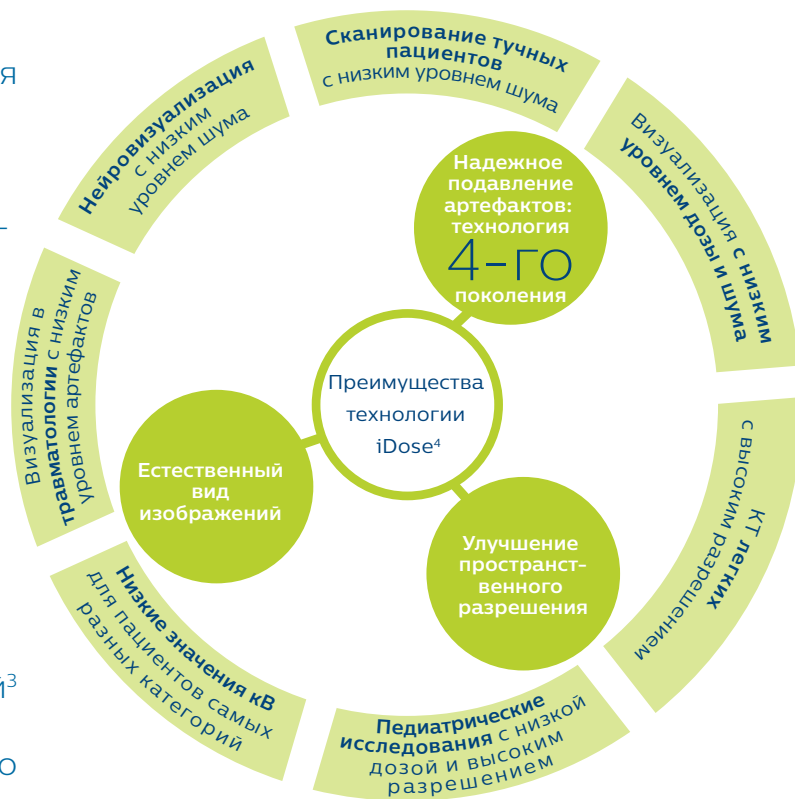 Я
–
Й³
О
Сканирование тучных
пациентов
с низким уровнем шума
Визуализация с низким
уровнем дозы и шума
КТ легких
с высоким разрешением
Педиатрические
исследования с низкой
дозой и высоким
разрешением
Низкие значения кВ
для пациентов самых
разных категорий
Визуализация в
травматологии с низким
уровнем артефактов
Нейровизуализация
с низким
уровнем шума
Надежное
подавление
артефактов:
технология
4-го
поколения
Преимущества
технологии
iDose⁴
Естественный
вид
изображений
Улучшение
пространст-
венного
разрешения